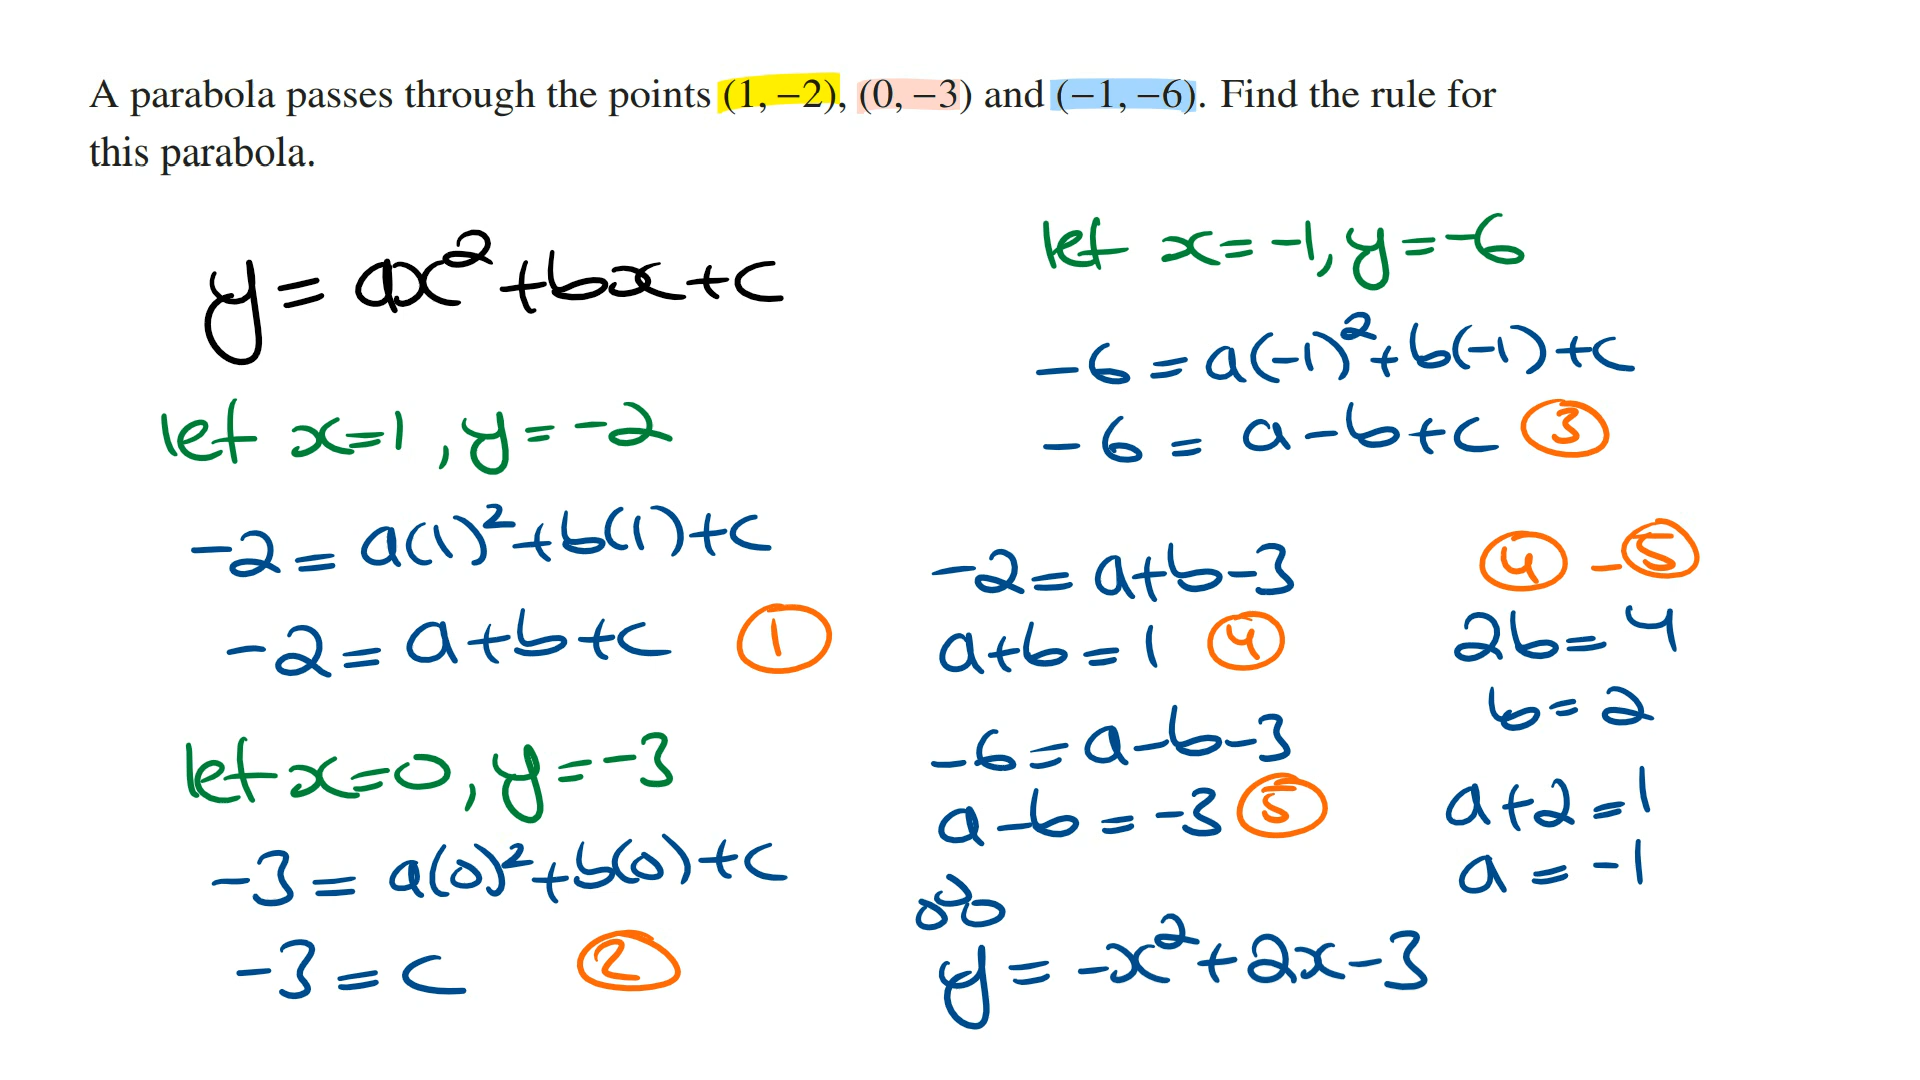 A parabola passes through the points (1, −2), (0, −3) and (−1, −6). Find the rule for
this parabola.
y = ax²+bx+c
let x=1, y=-2
-2 = a(1)²+b(1)+c
-2 = a+b+c ①
let x=0, y=-3
-3 = a(0)²+b(0)+c
-3 = c ②
let x=-1, y=-6
-6 = a(-1)²+b(-1)+c
-6 = a-b+c ③
-2 = a+b-3
a+b = 1 ④
-6 = a-b-3
a-b = -3 ⑤
④ - ⑤
2b = 4
b = 2
a+2 = 1
a = -1
∴
y = -x²+2x-3